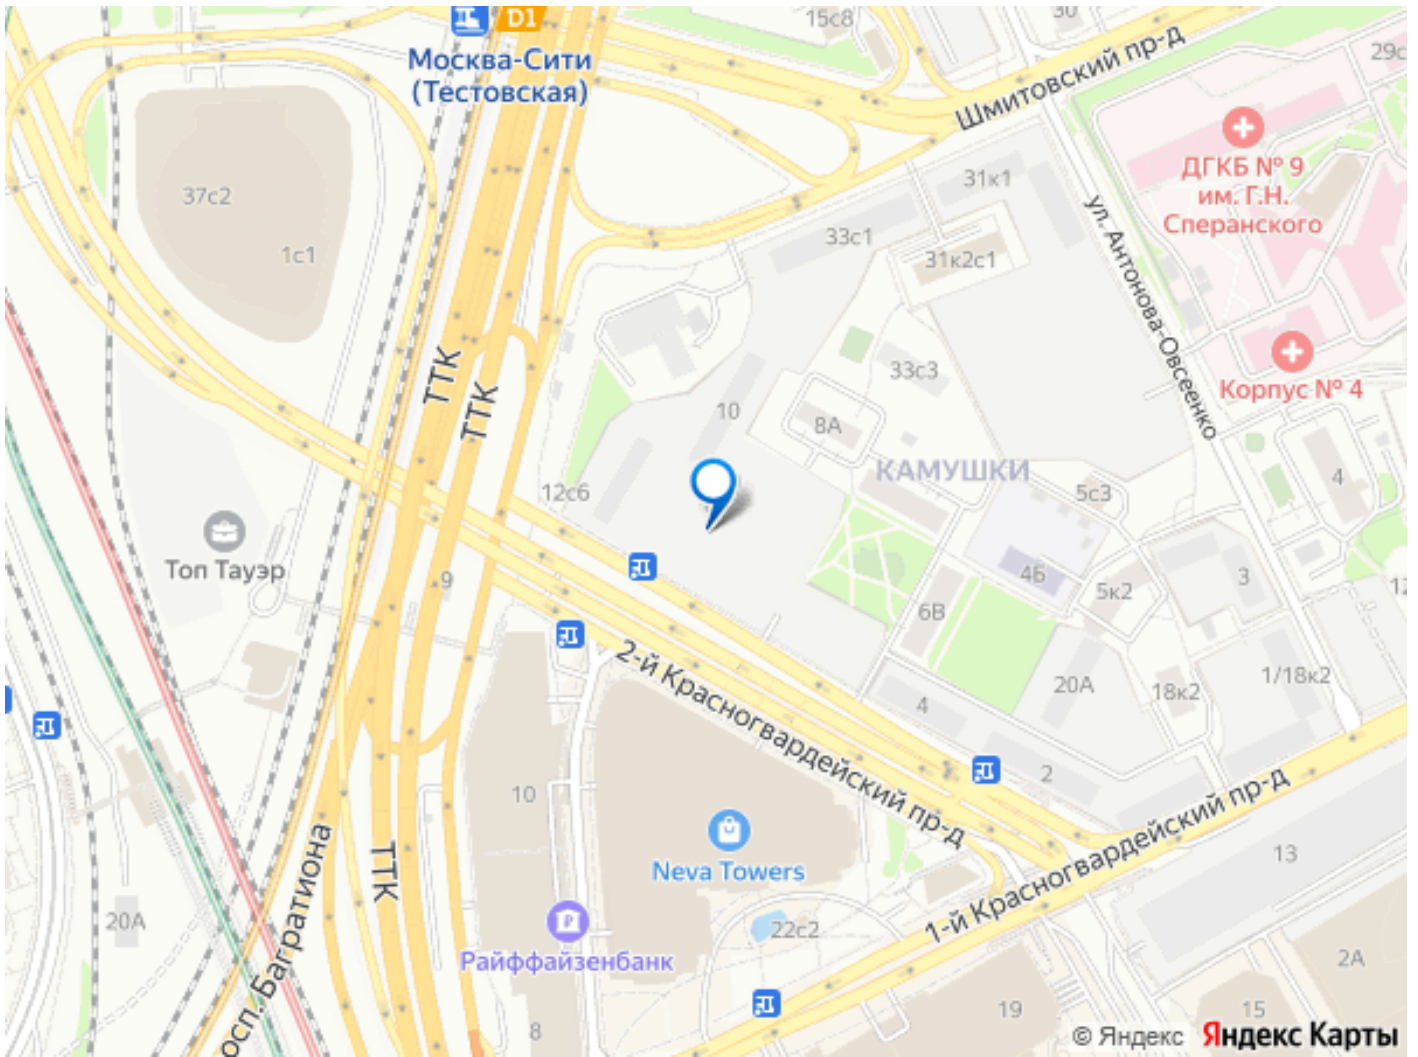 D1
15с8
30
29с
Москва-Сити
(Тестовская)
Шмитовский пр-д
ДГКБ № 9
им. Г.Н.
Сперанского
31к1
37с2
33с1
31к2с1
1с1
ул. Антонова-Овсеенко
ТТК
ТТК
33с3
Корпус № 4
10
8А
КАМУШКИ
4
12с6
5с3
Топ Тауэр
9
4Б
3
5к2
6В
2-й Красногвардейский пр-д
20А
18к2
1/18к2
4
2
10
1-й Красногвардейский пр-д
Neva Towers
13
ТТК
20А
осп. Багратиона
22с2
Райффайзенбанк
2А
8
19
15
© Яндекс Яндекс Карты